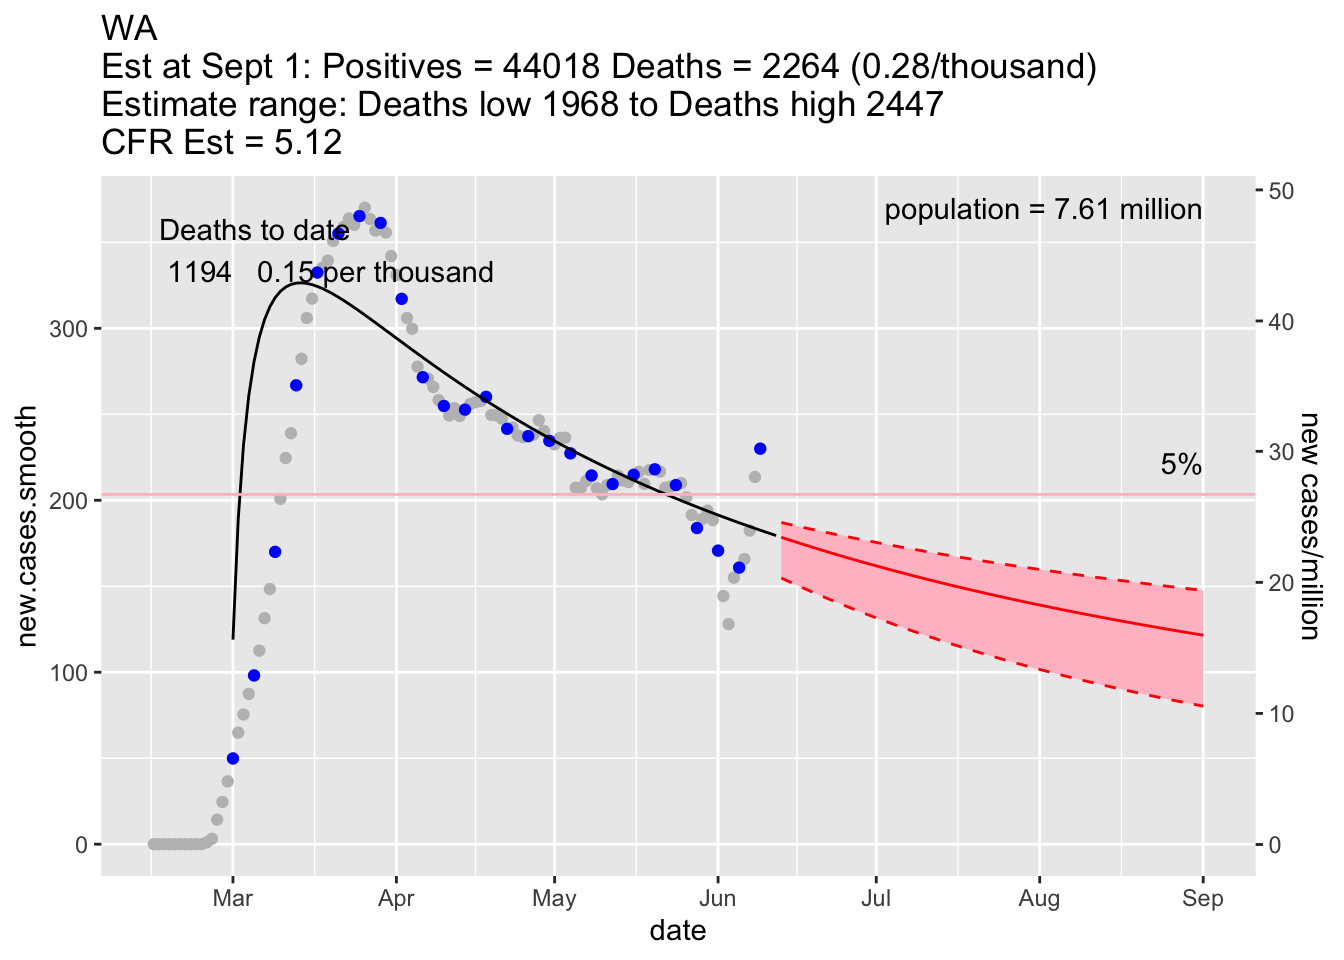 WA
Est at Sept 1: Positives = 44018 Deaths = 2264 (0.28/thousand)
Estimate range: Deaths low 1968 to Deaths high 2447
CFR Est = 5.12
population = 7.61 million
Deaths to date
1194 0.15 per thousand
5%
new.cases.smooth
300
200
100
0
new cases/million
50
40
30
20
10
0
Mar Apr May Jun Jul Aug Sep
date